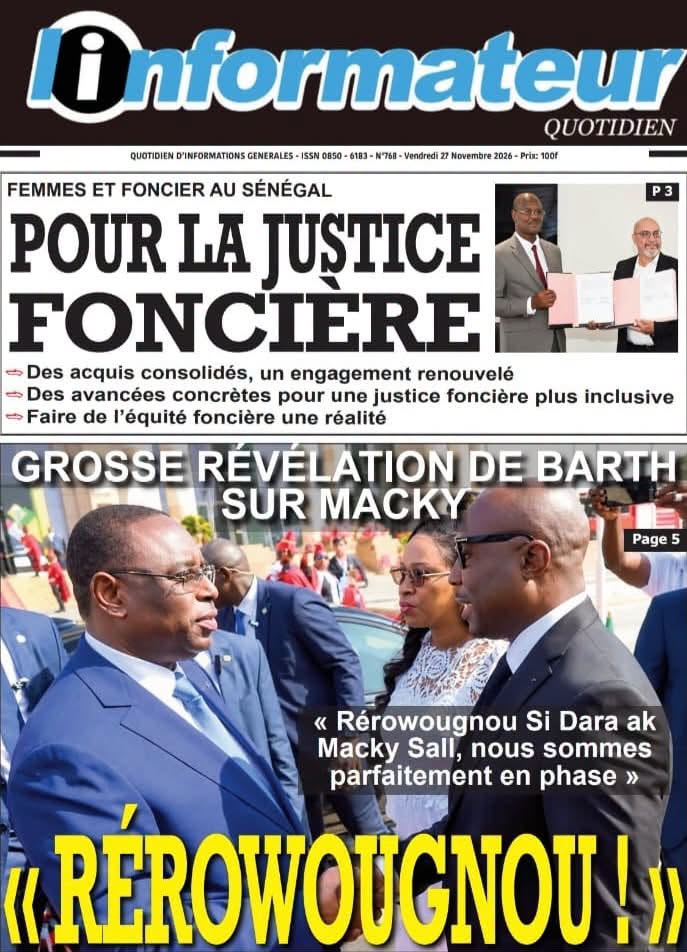 l'informateur
QUOTIDIEN
QUOTIDIEN D'INFORMATIONS GENERALES - ISSN 0850 - 6183 - N°768 - Vendredi 27 Novembre 2026 - Prix: 100f
FEMMES ET FONCIER AU SÉNÉGAL
P 3
POUR LA JUSTICE
FONCIÈRE
⇨ Des acquis consolidés, un engagement renouvelé
⇨ Des avancées concrètes pour une justice foncière plus inclusive
⇨ Faire de l'équité foncière une réalité
GROSSE RÉVÉLATION DE BARTH
SUR MACKY
Page 5
« Rérowougnou Si Dara ak
Macky Sall, nous sommes
parfaitement en phase »
« RÉROWOUGNOU ! »